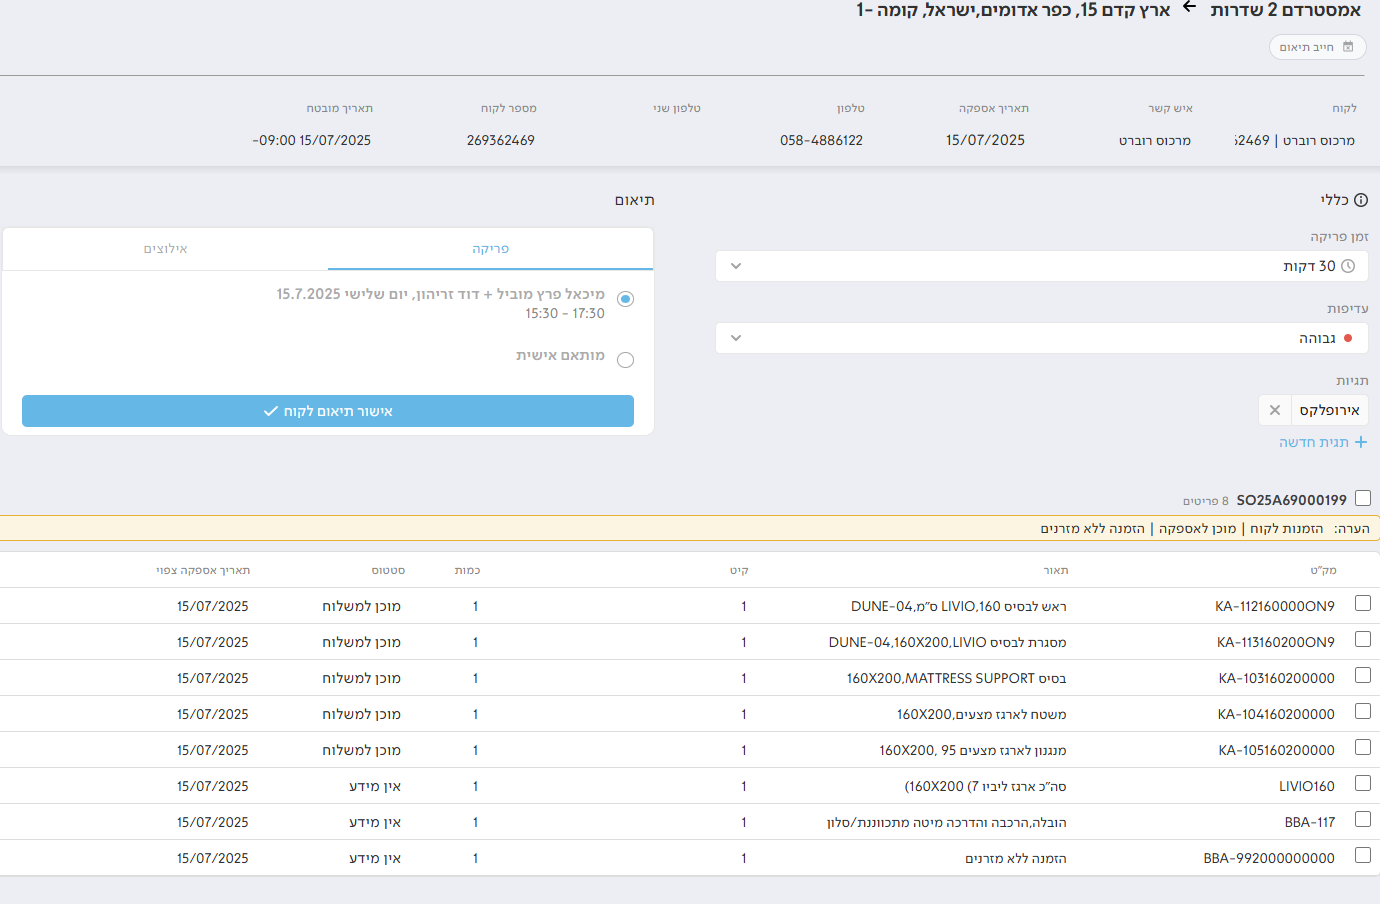 אמסטרדם 2 שדרות ← ארץ קדם 15, כפר אדומים,ישראל, קומה -1
חייב תיאום
לקוח איש קשר תאריך אספקה טלפון טלפון שני מספר לקוח תאריך מובטח
מרכוס רוברט | 62469 מרכוס רוברט 15/07/2025 058-4886122 269362469 15/07/2025 09:00-
כללי
זמן פריקה
30 דקות
עדיפות
גבוהה
תגיות
אירופלקס
תגית חדשה
תיאום
פריקה אילוצים
מיכאל פרץ מוביל + דוד זריהון, יום שלישי 15.7.2025
15:30 - 17:30
מותאם אישית
אישור תיאום לקוח
SO25A69000199 8 פריטים
הערה: הזמנות לקוח | מוכן לאספקה | הזמנה ללא מזרנים
מק"ט תאור קיט כמות סטטוס תאריך אספקה צפוי
KA-112160000ON9 ראש לבסיס LIVIO,160 ס"מ,DUNE-04 1 1 מוכן למשלוח 15/07/2025
KA-113160200ON9 מסגרת לבסיס DUNE-04,160X200,LIVIO 1 1 מוכן למשלוח 15/07/2025
KA-103160200000 בסיס 160X200,MATTRESS SUPPORT 1 1 מוכן למשלוח 15/07/2025
KA-104160200000 משטח לארגז מצעים,160X200 1 1 מוכן למשלוח 15/07/2025
KA-105160200000 מנגנון לארגז מצעים 95 ,160X200 1 1 מוכן למשלוח 15/07/2025
LIVIO160 סה"כ ארגז ליביו 7) 160X200) 1 1 אין מידע 15/07/2025
BBA-117 הובלה,הרכבה והדרכה מיטה מתכווננת/סלון 1 1 אין מידע 15/07/2025
BBA-992000000000 הזמנה ללא מזרנים 1 1 אין מידע 15/07/2025